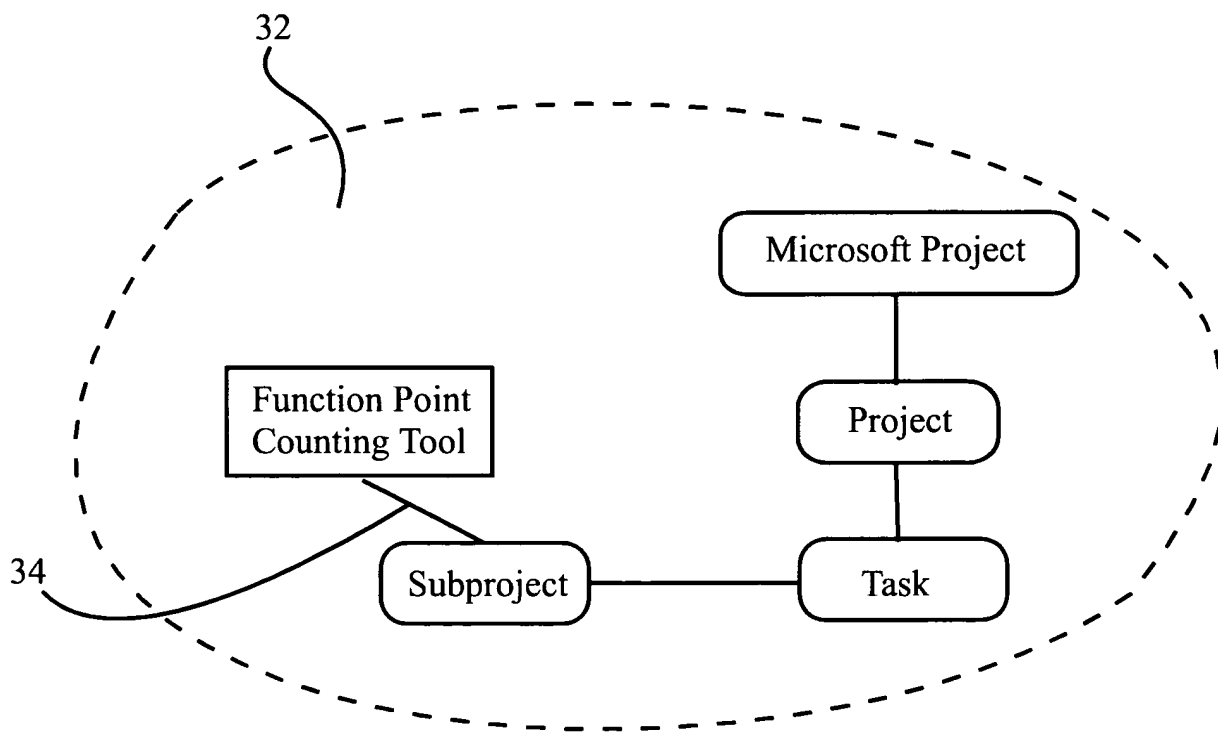 32
Microsoft Project
Function Point
Counting Tool
Project
34
Subproject
Task